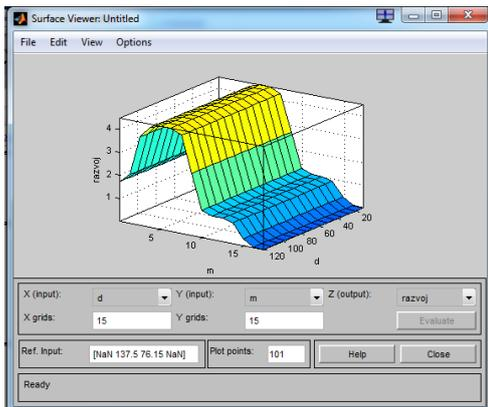 Surface Viewer: Untitled
File Edit View Options
4
3
2
1
razvoj
5 10 15
m
120 100 80 60 40 20
d
X (input): d Y (input): m Z (output): razvoj
X grids: 15 Y grids: 15 Evaluate
Ref. Input: [NaN 137.5 76.15 NaN] Plot points: 101 Help Close
Ready